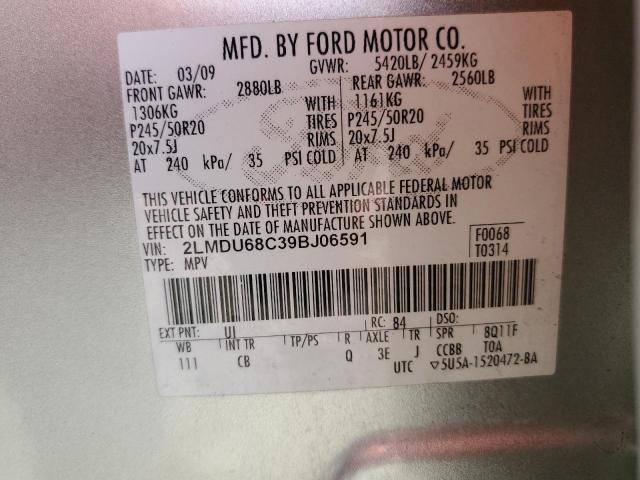 MFD. BY FORD MOTOR CO.
DATE: 03/09 GVWR: 5420LB/ 2459KG
FRONT GAWR: 2880LB REAR GAWR: 2560LB
1306KG WITH 1161KG WITH
P245/50R20 TIRES P245/50R20 TIRES
20x7.5J RIMS 20x7.5J RIMS
AT 240 kPa/ 35 PSI COLD AT 240 kPa/ 35 PSI COLD
THIS VEHICLE CONFORMS TO ALL APPLICABLE FEDERAL MOTOR
VEHICLE SAFETY AND THEFT PREVENTION STANDARDS IN
EFFECT ON THE DATE OF MANUFACTURE SHOWN ABOVE.
VIN: 2LMDU68C39BJ06591 F0068
TYPE: MPV T0314
EXT PNT: UI RC: 84 DSO:
WB INT TR TP/PS R AXLE TR SPR 8Q11F
111 CB Q 3E J CCBB TOA
UTC ▽5U5A-1520472-BA